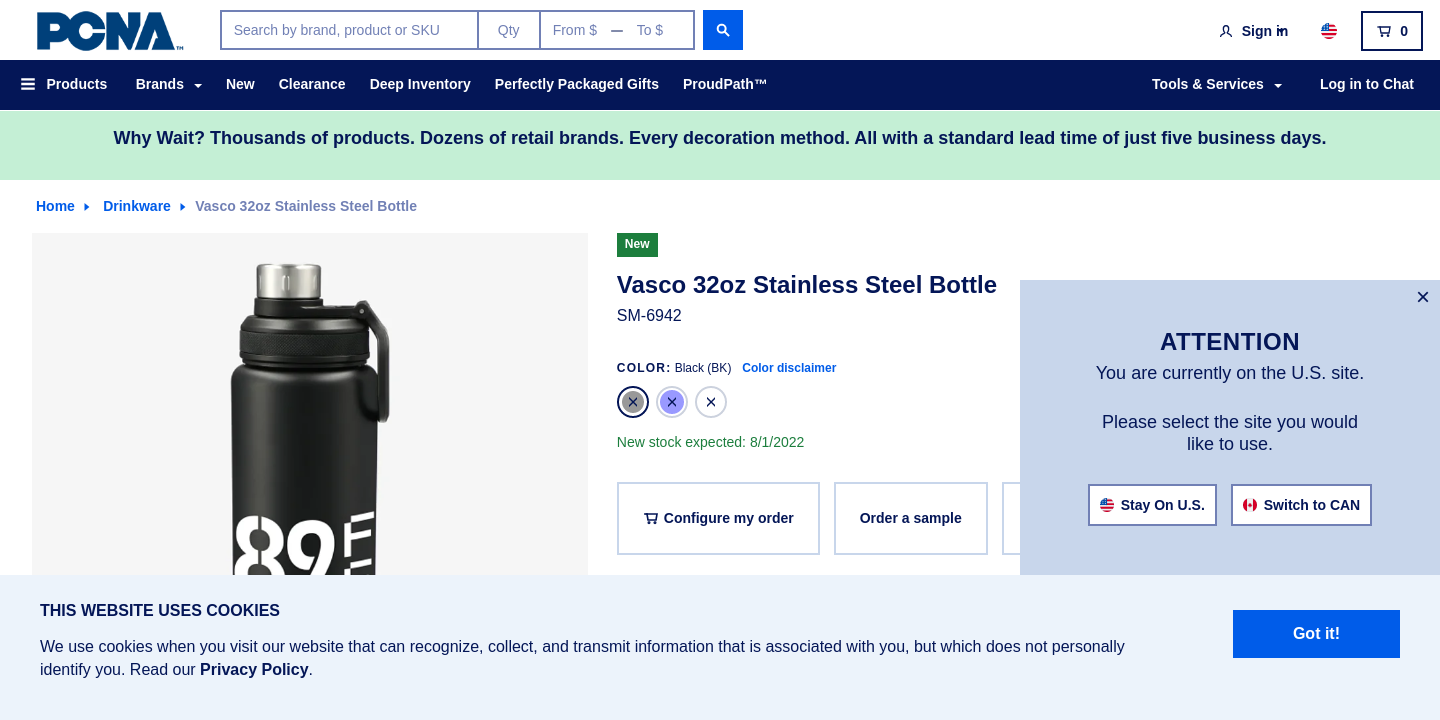 PCNA™
Search by brand, product or SKU
Qty
From $ — To $
Sign in
0
Products
Brands
New
Clearance
Deep Inventory
Perfectly Packaged Gifts
ProudPath™
Tools & Services
Log in to Chat
Why Wait? Thousands of products. Dozens of retail brands. Every decoration method. All with a standard lead time of just five business days.
Home
Drinkware
Vasco 32oz Stainless Steel Bottle
New
Vasco 32oz Stainless Steel Bottle
SM-6942
COLOR: Black (BK) Color disclaimer
New stock expected: 8/1/2022
Configure my order
Order a sample
ATTENTION
You are currently on the U.S. site.
Please select the site you would
like to use.
Stay On U.S.
Switch to CAN
THIS WEBSITE USES COOKIES
We use cookies when you visit our website that can recognize, collect, and transmit information that is associated with you, but which does not personally
identify you. Read our Privacy Policy.
Got it!